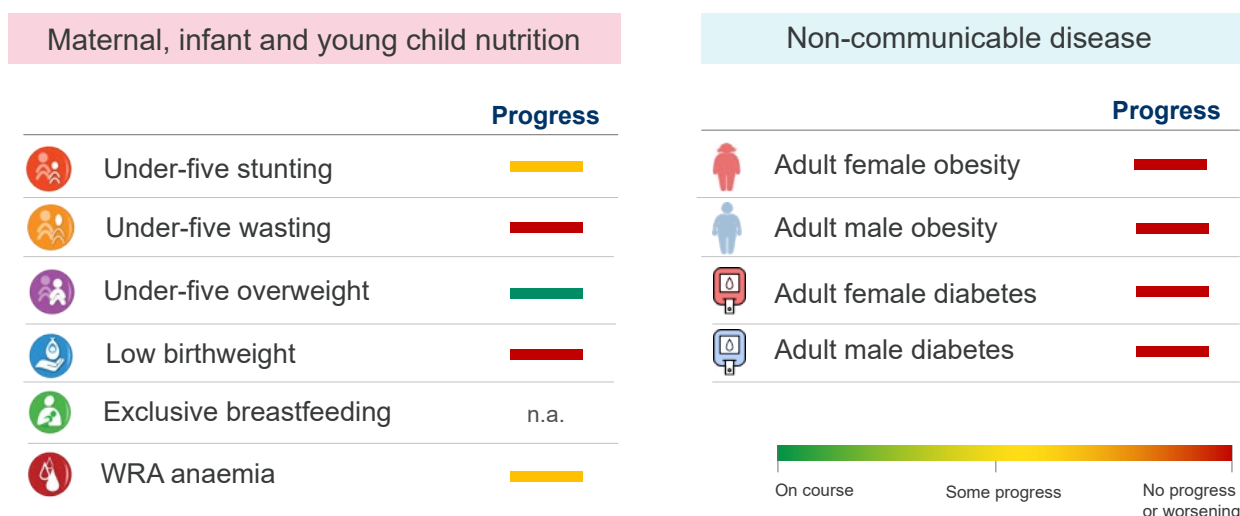 Maternal, infant and young child nutrition
Progress
Under-five stunting
Under-five wasting
Under-five overweight
Low birthweight
Exclusive breastfeeding n.a.
WRA anaemia
Non-communicable disease
Progress
Adult female obesity
Adult male obesity
Adult female diabetes
Adult male diabetes
On course Some progress No progress
or worsening